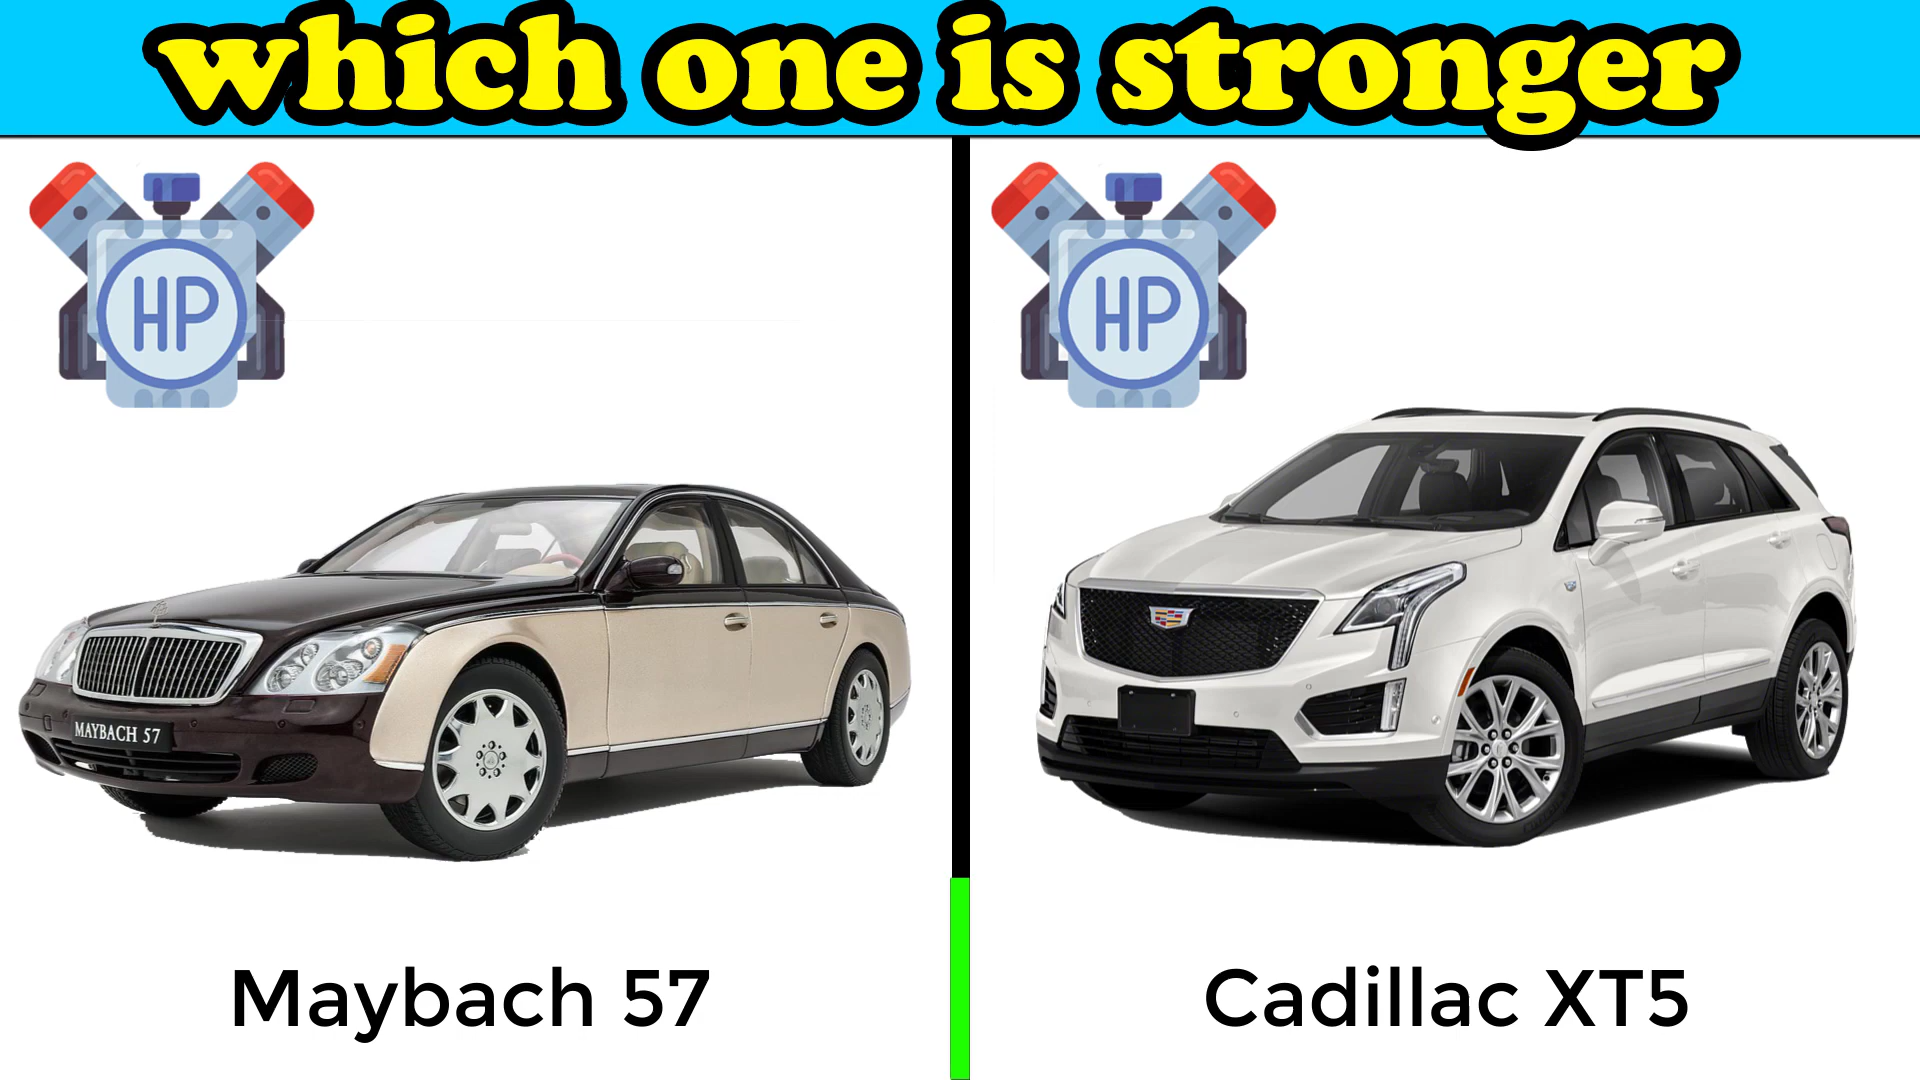 which one is stronger
HP
HP
MAYBACH 57
Maybach 57
Cadillac XT5